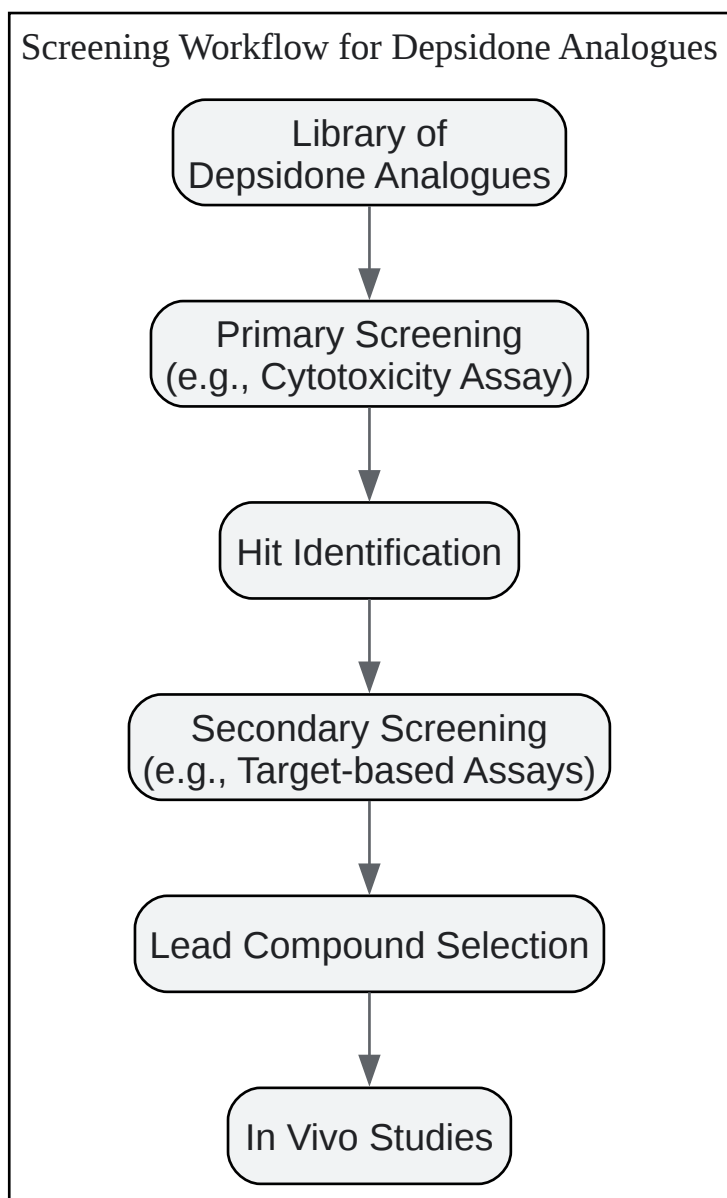 Screening Workflow for Depsidone Analogues
Library of
Depsidone Analogues
Primary Screening
(e.g., Cytotoxicity Assay)
Hit Identification
Secondary Screening
(e.g., Target-based Assays)
Lead Compound Selection
In Vivo Studies